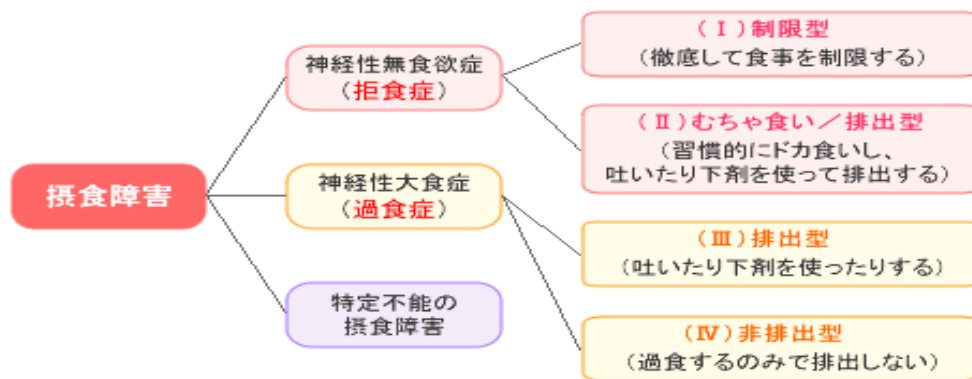 摂食障害
神経性無食欲症
(拒食症)
神経性大食症
(過食症)
特定不能の
摂食障害
(Ⅰ)制限型
(徹底して食事を制限する)
(Ⅱ)むちゃ食い／排出型
(習慣的にドカ食いし、
吐いたり下剤を使って排出する)
(Ⅲ)排出型
(吐いたり下剤を使ったりする)
(Ⅳ)非排出型
(過食するのみで排出しない)